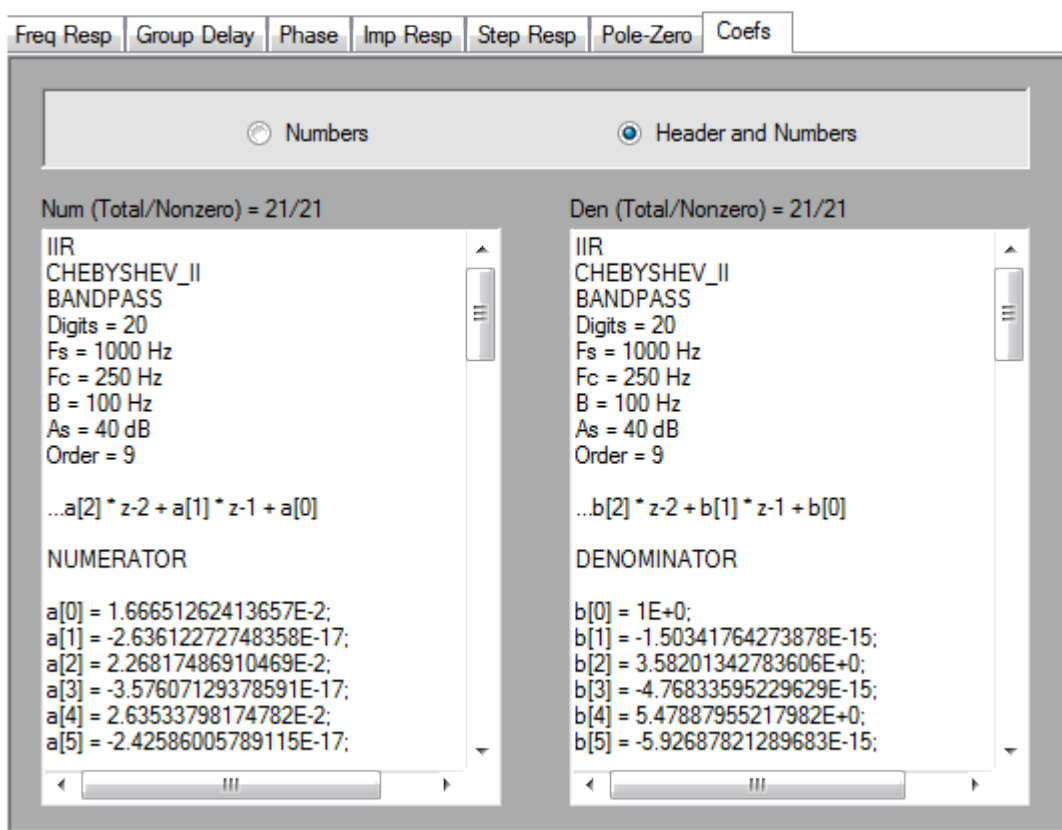 Freq Resp Group Delay Phase Imp Resp Step Resp Pole-Zero Coefs
Numbers Header and Numbers
Num (Total/Nonzero) = 21/21
IIR
CHEBYSHEV_II
BANDPASS
Digits = 20
Fs = 1000 Hz
Fc = 250 Hz
B = 100 Hz
As = 40 dB
Order = 9
...a[2] * z-2 + a[1] * z-1 + a[0]
NUMERATOR
a[0] = 1.66651262413657E-2;
a[1] = -2.63612272748358E-17;
a[2] = 2.26817486910469E-2;
a[3] = -3.57607129378591E-17;
a[4] = 2.63533798174782E-2;
a[5] = -2.42586005789115E-17;
Den (Total/Nonzero) = 21/21
IIR
CHEBYSHEV_II
BANDPASS
Digits = 20
Fs = 1000 Hz
Fc = 250 Hz
B = 100 Hz
As = 40 dB
Order = 9
...b[2] * z-2 + b[1] * z-1 + b[0]
DENOMINATOR
b[0] = 1E+0;
b[1] = -1.50341764273878E-15;
b[2] = 3.58201342783606E+0;
b[3] = -4.76833595229629E-15;
b[4] = 5.47887955217982E+0;
b[5] = -5.92687821289683E-15;